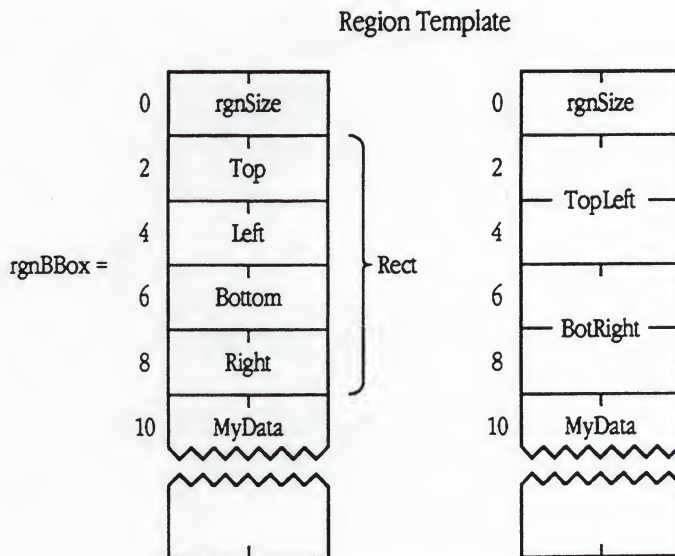 Region Template
0 rgnSize
2 Top
4 Left
rgnBBox =
6 Bottom
8 Right
10 MyData
Rect
0 rgnSize
2
TopLeft
4
6
BotRight
8
10 MyData